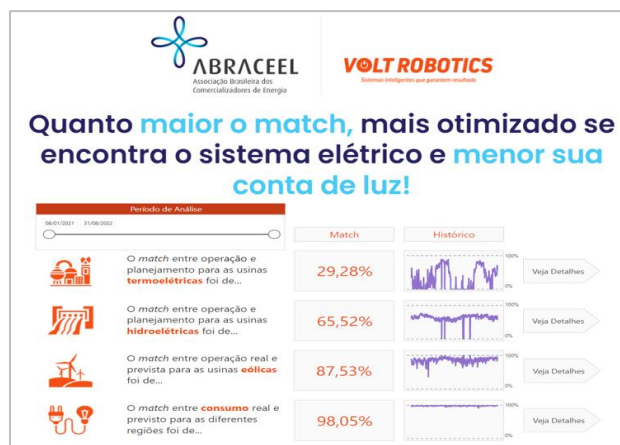 ABRACEEL
Associação Brasileira dos
Comercializadores de Energia
VOLT ROBOTICS
Sistemas Inteligentes que garantem resultado
Quanto maior o match, mais otimizado se
encontra o sistema elétrico e menor sua
conta de luz!
Período de Análise
08/01/2021 31/08/2022
Match
Histórico
O match entre operação e
planejamento para as usinas
termoelétricas foi de...
29,28%
100%
0%
Veja Detalhes
O match entre operação e
planejamento para as usinas
hidroelétricas foi de...
65,52%
100%
0%
Veja Detalhes
O match entre operação real e
prevista para as usinas eólicas
foi de...
87,53%
100%
0%
Veja Detalhes
O match entre consumo real e
previsto para as diferentes
regiões foi de...
98,05%
100%
0%
Veja Detalhes